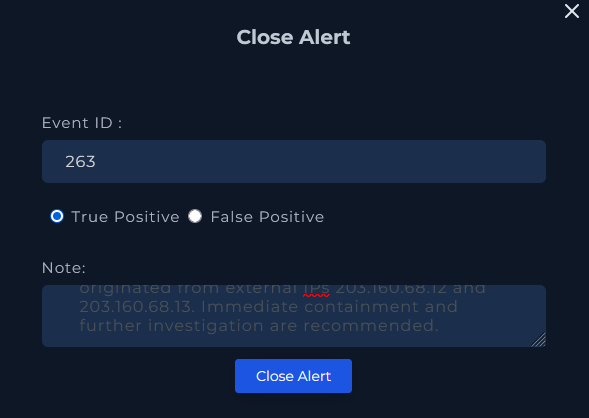 Close Alert
Event ID :
263
True Positive False Positive
Note:
originated from external IPs 203.160.68.12 and
203.160.68.13. Immediate containment and
further investigation are recommended.
Close Alert